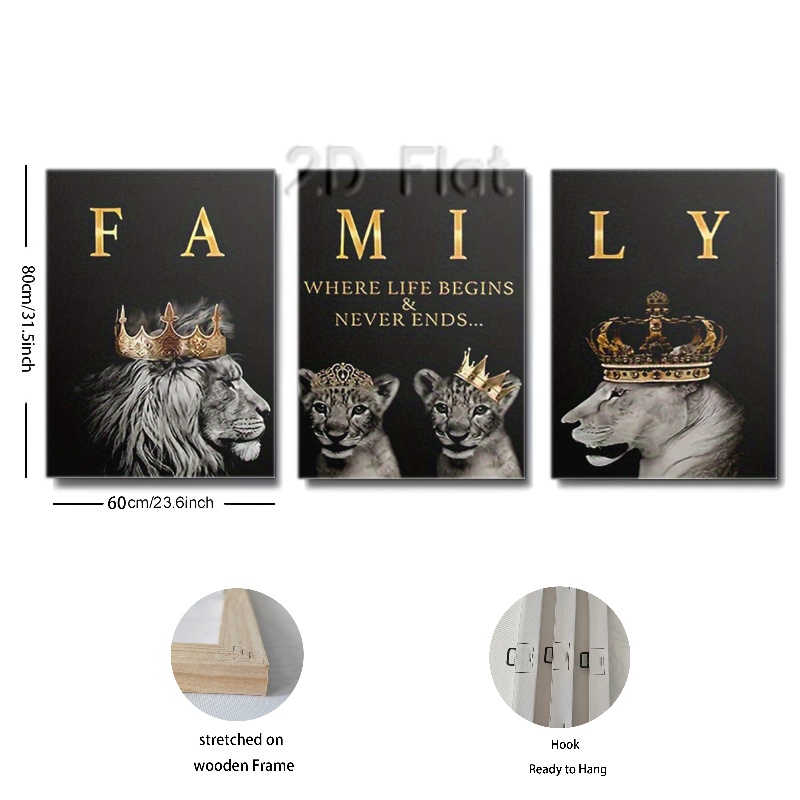 2D Flat
F A M I L Y
WHERE LIFE BEGINS
&
NEVER ENDS...
80cm/31.5inch
60cm/23.6inch
stretched on
wooden Frame
Hook
Ready to Hang